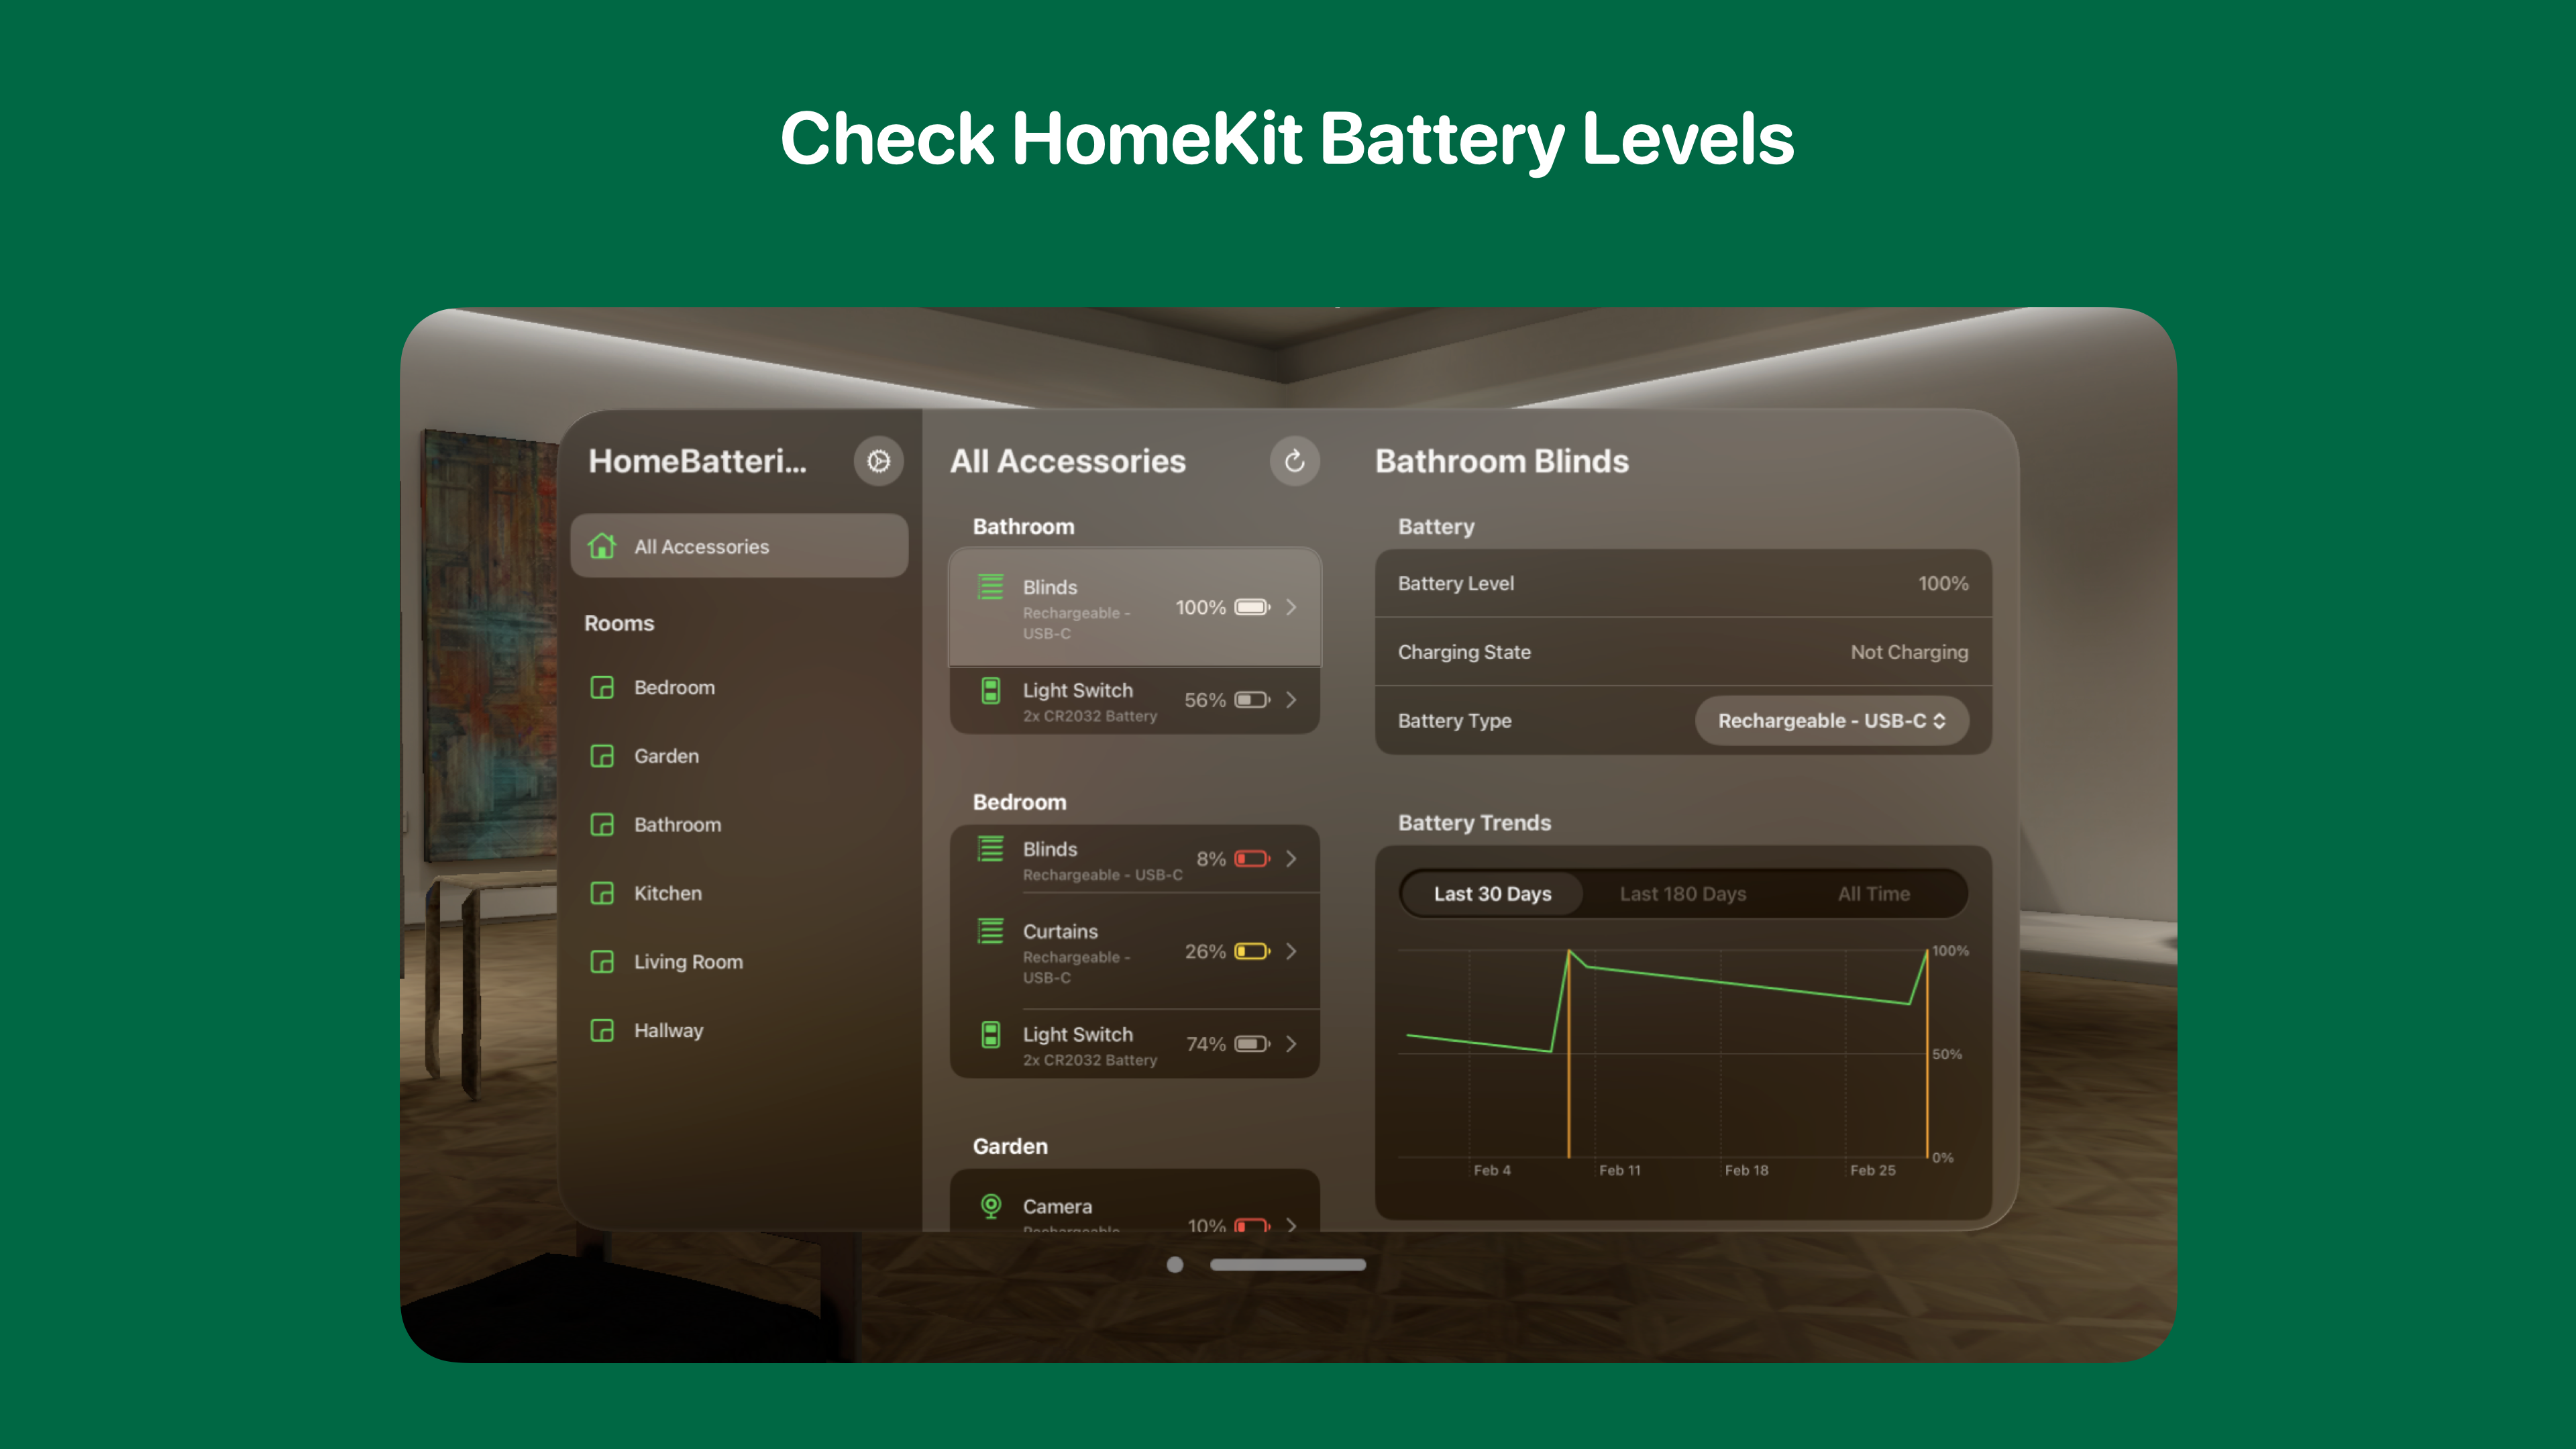 Check HomeKit Battery Levels
HomeBatteri...
All Accessories
Rooms
Bedroom
Garden
Bathroom
Kitchen
Living Room
Hallway
All Accessories
Bathroom
Blinds
Rechargeable -
USB-C
100%
Light Switch
2x CR2032 Battery
56%
Bedroom
Blinds
Rechargeable - USB-C
8%
Curtains
Rechargeable -
USB-C
26%
Light Switch
2x CR2032 Battery
74%
Garden
Camera
Rechargeable
10%
Bathroom Blinds
Battery
Battery Level
100%
Charging State
Not Charging
Battery Type
Rechargeable - USB-C
Battery Trends
Last 30 Days
Last 180 Days
All Time
100%
50%
0%
Feb 4
Feb 11
Feb 18
Feb 25